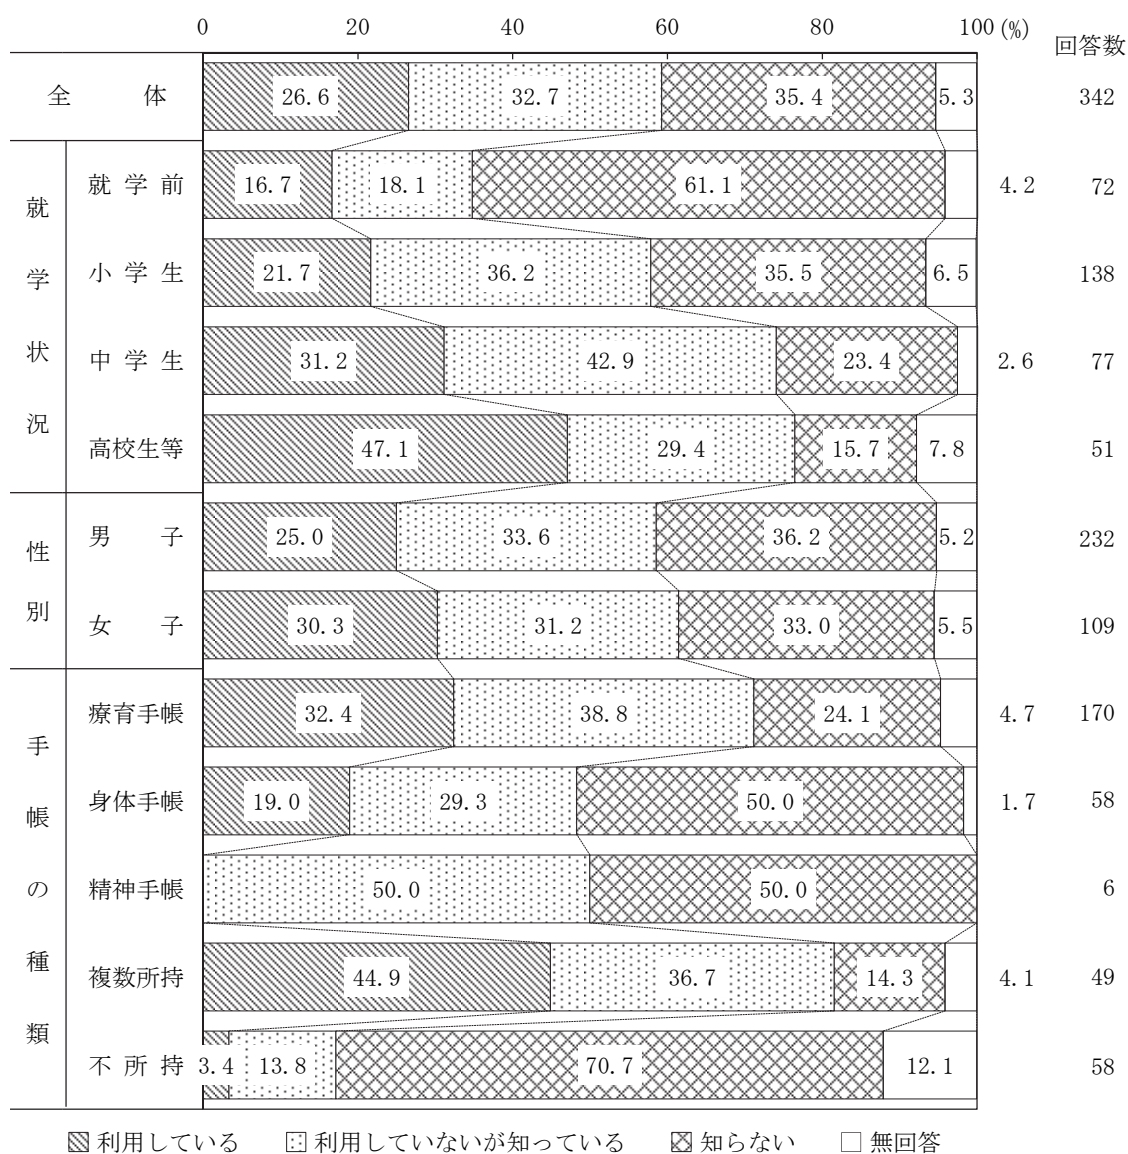 0 20 40 60 80 100 (%) 回答数
全体 26.6 32.7 35.4 5.3 342
就学状況
就学前 16.7 18.1 61.1 4.2 72
小学生 21.7 36.2 35.5 6.5 138
中学生 31.2 42.9 23.4 2.6 77
高校生等 47.1 29.4 15.7 7.8 51
性別
男子 25.0 33.6 36.2 5.2 232
女子 30.3 31.2 33.0 5.5 109
手帳の種類
療育手帳 32.4 38.8 24.1 4.7 170
身体手帳 19.0 29.3 50.0 1.7 58
精神手帳 50.0 50.0 6
複数所持 44.9 36.7 14.3 4.1 49
不所持 3.4 13.8 70.7 12.1 58
利用している 利用していないが知っている 知らない 無回答